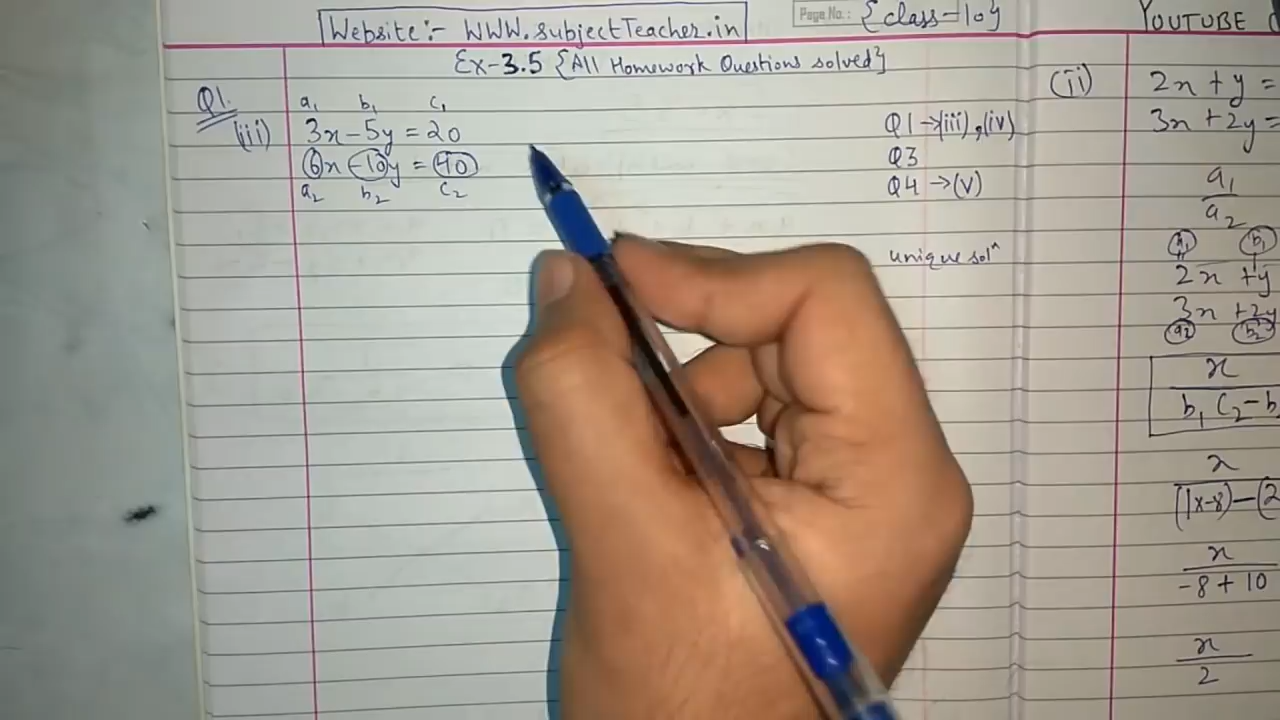 Website:- WWW.subjectTeacher.in
Page No.: {class-10}
YOUTUBE
Ex-3.5 {All Homework Questions solved}
Q1.
a₁ b₁ c₁
(iii) 3x-5y = 20
6x-10y = 40
a₂ b₂ c₂
Q1→(iii),(iv)
Q3
Q4→(v)
unique solⁿ
(ii) 2x + y =
3x + 2y =
a₁
a₂
a₁ b₁
2x + y
3x + 2y
a₂ b₂
x
b₁ c₂ - b
x
(1x-8)-(2
x
-8 + 10
x
2